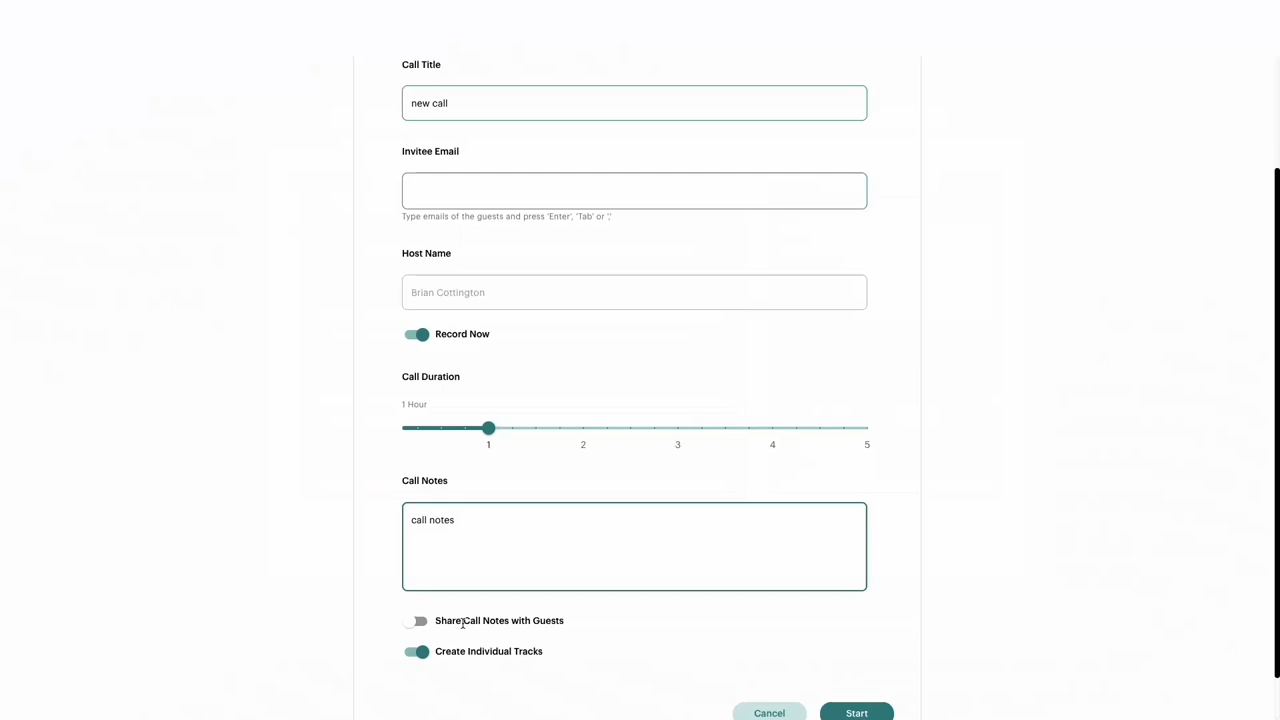 Call Title
new call
Invitee Email
Type emails of the guests and press 'Enter', 'Tab' or ','
Host Name
Brian Cottington
Record Now
Call Duration
1 Hour
1 2 3 4 5
Call Notes
call notes
Share Call Notes with Guests
Create Individual Tracks
Cancel Start